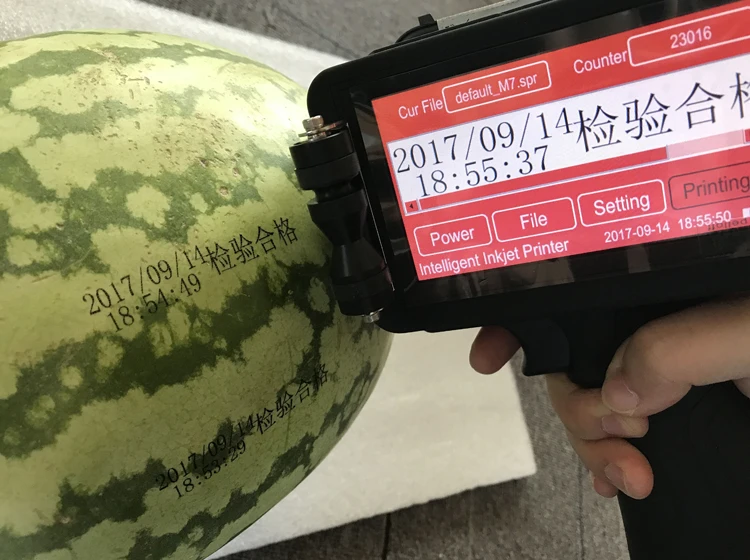 Cur File default_M7.spr Counter 23016
2017/09/14检验合格
18:55:37
Power File Setting Printing
Intelligent Inkjet Printer 2017-09-14 18:55:50
2017/09/14检验合格
18:54:49
2017/09/14检验合格
18:53:29